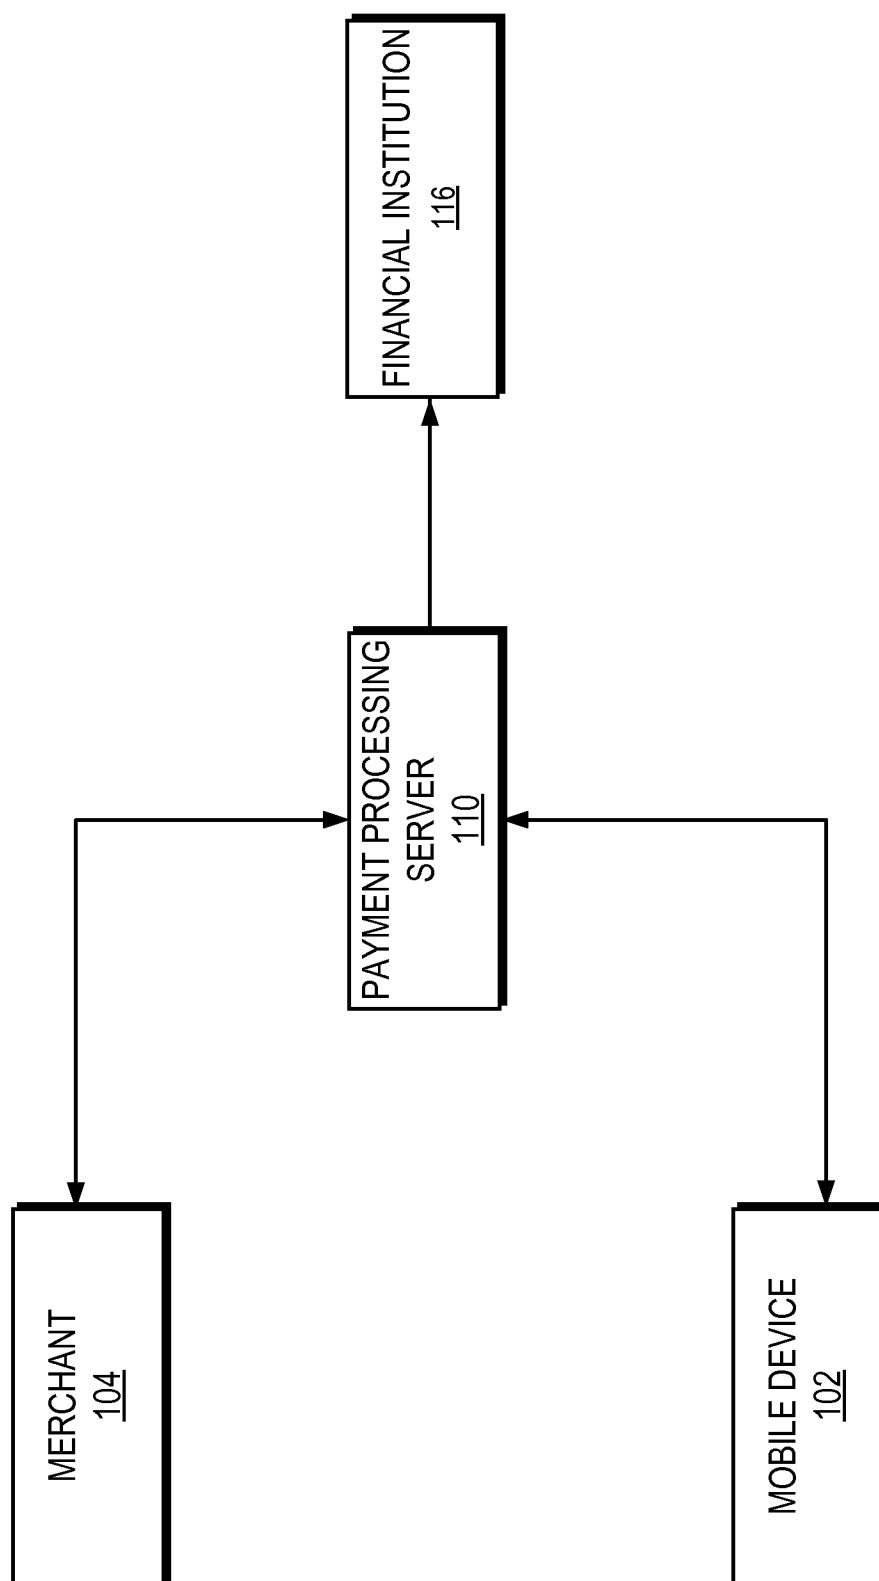 MERCHANT
104
MOBILE DEVICE
102
PAYMENT PROCESSING
SERVER
110
FINANCIAL INSTITUTION
116